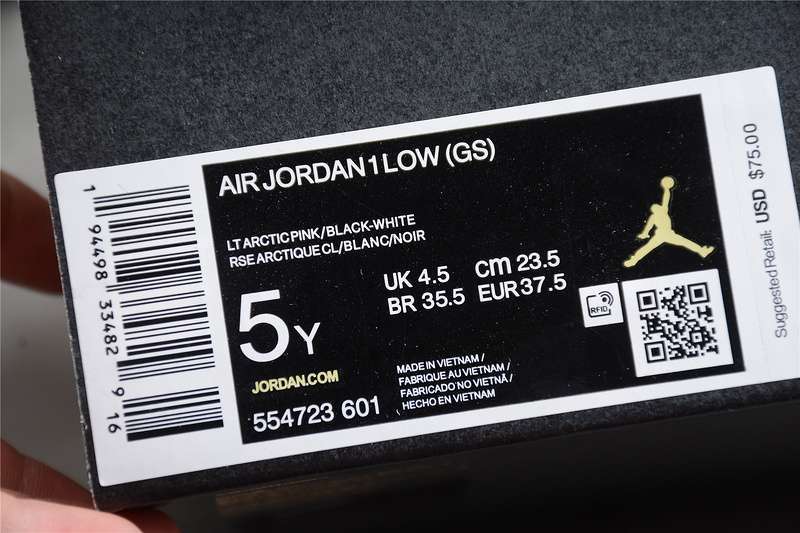 AIR JORDAN 1 LOW (GS)
LT ARCTIC PINK/BLACK-WHITE
RSE ARCTIQUE CL/BLANC/NOIR
UK 4.5 cm 23.5
BR 35.5 EUR 37.5
5Y
JORDAN.COM
554723 601
MADE IN VIETNAM /
FABRIQUE AU VIETNAM /
FABRICADO NO VIETNÃ /
HECHO EN VIETNAM
RFID
1 94498 33482 9 16
Suggested Retail: USD $75.00